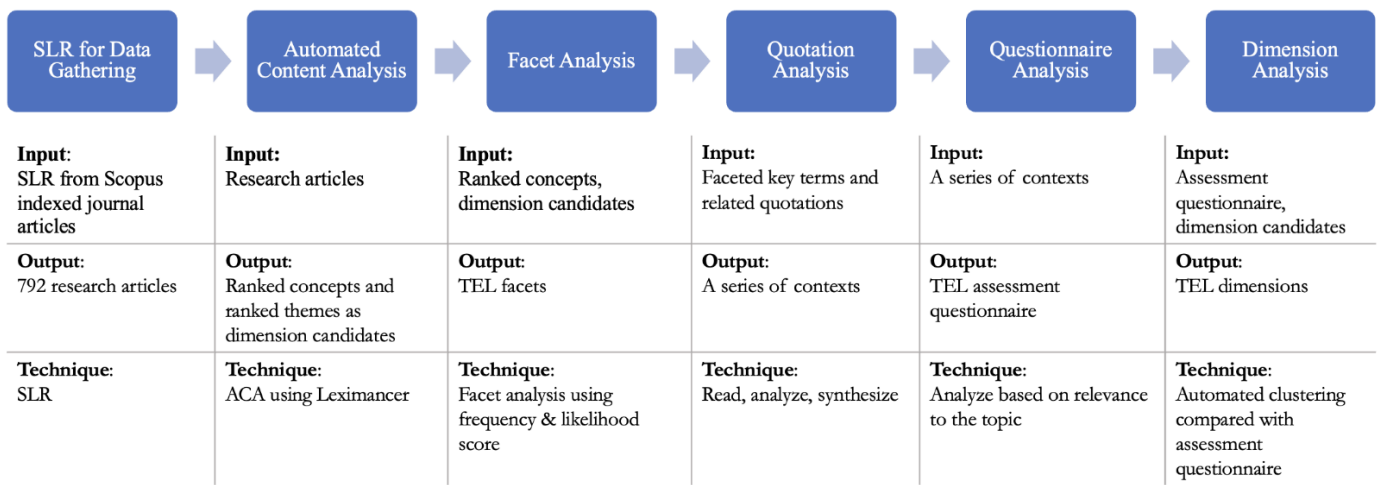 SLR for Data
Gathering
Automated
Content Analysis
Facet Analysis
Quotation
Analysis
Questionnaire
Analysis
Dimension
Analysis
Input:
SLR from Scopus
indexed journal
articles
Input:
Research articles
Input:
Ranked concepts,
dimension candidates
Input:
Faceted key terms and
related quotations
Input:
A series of contexts
Input:
Assessment
questionnaire,
dimension candidates
Output:
792 research articles
Output:
Ranked concepts and
ranked themes as
dimension candidates
Output:
TEL facets
Output:
A series of contexts
Output:
TEL assessment
questionnaire
Output:
TEL dimensions
Technique:
SLR
Technique:
ACA using Leximancer
Technique:
Facet analysis using
frequency & likelihood
score
Technique:
Read, analyze, synthesize
Technique:
Analyze based on relevance
to the topic
Technique:
Automated clustering
compared with
assessment
questionnaire